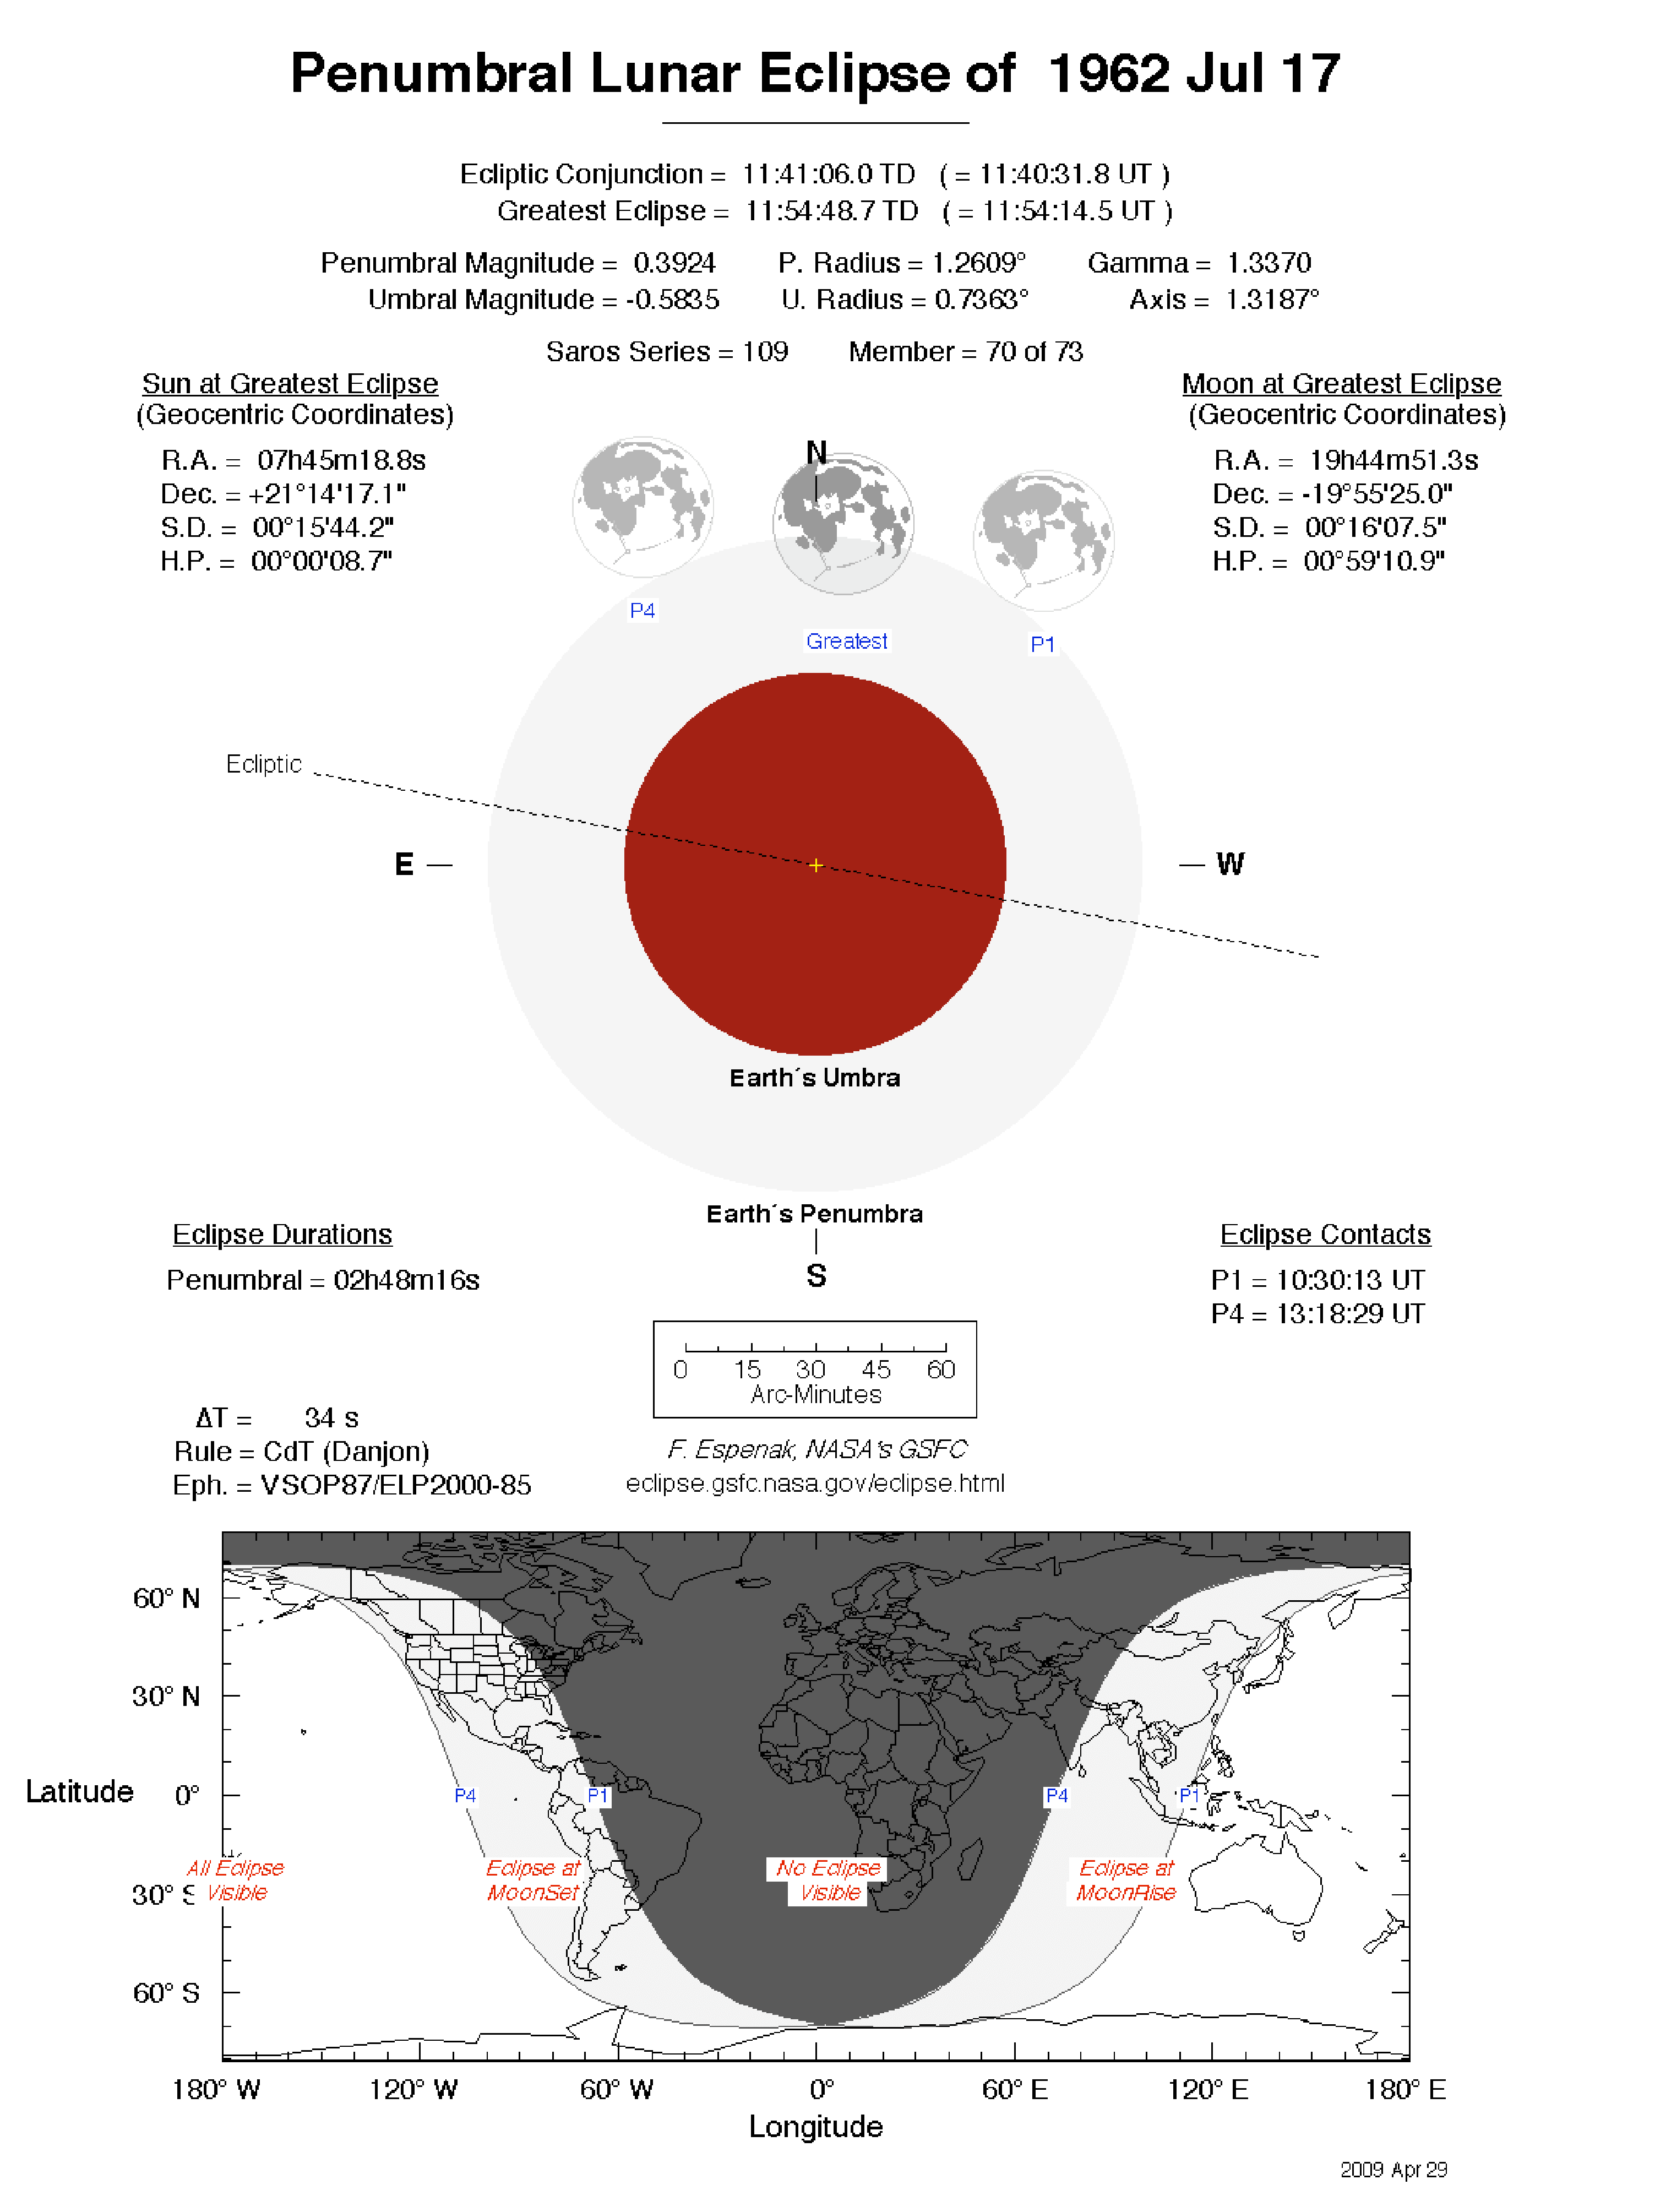 Penumbral Lunar Eclipse of 1962 Jul 17
Ecliptic Conjunction = 11:41:06.0 TD ( = 11:40:31.8 UT )
Greatest Eclipse = 11:54:48.7 TD ( = 11:54:14.5 UT )
Penumbral Magnitude = 0.3924 P. Radius = 1.2609° Gamma = 1.3370
Umbral Magnitude = -0.5835 U. Radius = 0.7363° Axis = 1.3187°
Saros Series = 109 Member = 70 of 73
Sun at Greatest Eclipse
(Geocentric Coordinates)
R.A. = 07h45m18.8s
Dec. = +21°14'17.1"
S.D. = 00°15'44.2"
H.P. = 00°00'08.7"
Moon at Greatest Eclipse
(Geocentric Coordinates)
R.A. = 19h44m51.3s
Dec. = -19°55'25.0"
S.D. = 00°16'07.5"
H.P. = 00°59'10.9"
N
P4
Greatest
P1
Ecliptic
E
W
Earth´s Umbra
Earth´s Penumbra
S
Eclipse Durations
Penumbral = 02h48m16s
Eclipse Contacts
P1 = 10:30:13 UT
P4 = 13:18:29 UT
0 15 30 45 60
Arc-Minutes
ΔT = 34 s
Rule = CdT (Danjon)
Eph. = VSOP87/ELP2000-85
F. Espenak, NASA's GSFC
eclipse.gsfc.nasa.gov/eclipse.html
60° N
30° N
Latitude 0°
P4 P1 P4 P1
All Eclipse
Visible
Eclipse at
MoonSet
No Eclipse
Visible
Eclipse at
MoonRise
30° S
60° S
180° W 120° W 60° W 0° 60° E 120° E 180° E
Longitude
2009 Apr 29